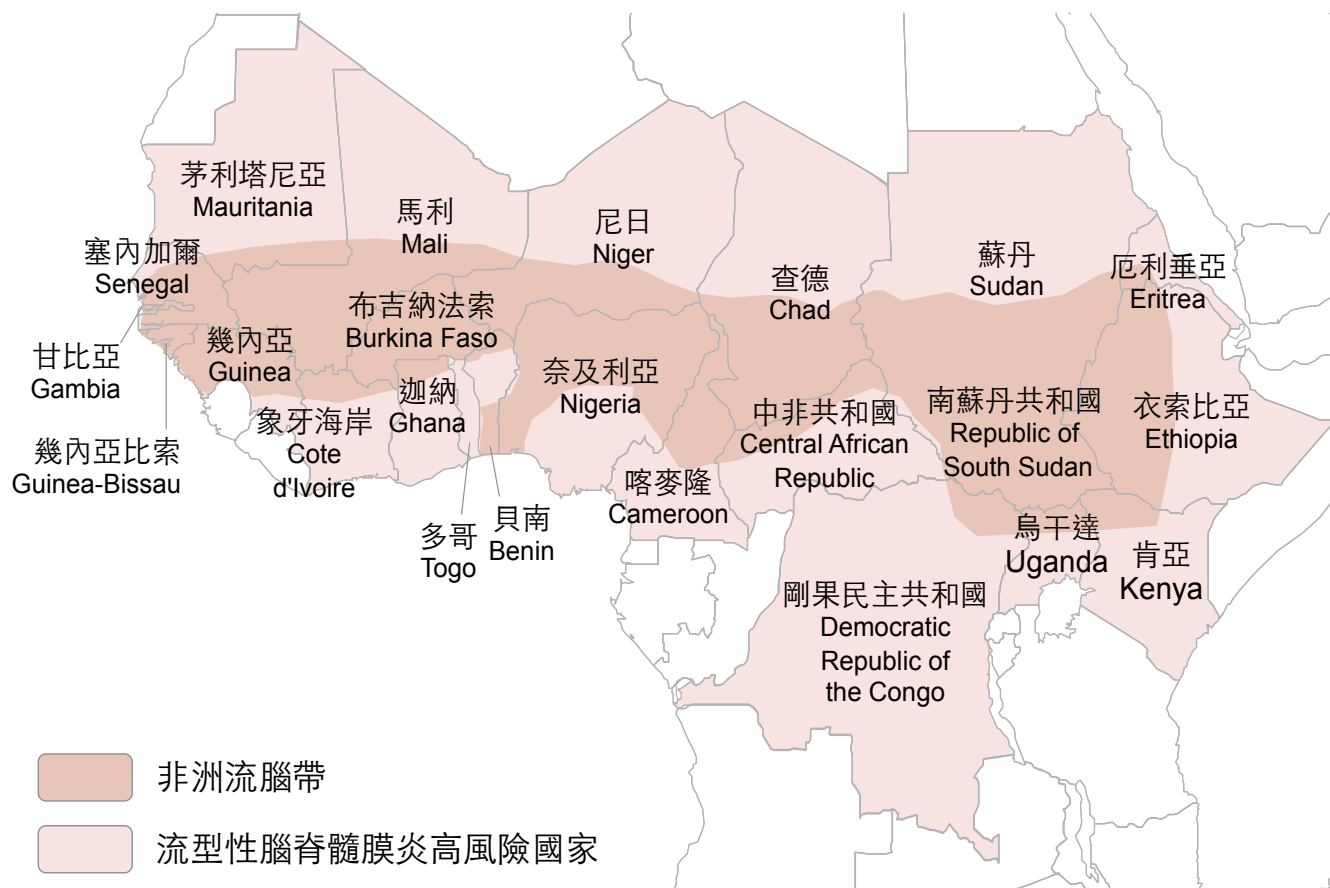 茅利塔尼亞
Mauritania
馬利
Mali
尼日
Niger
查德
Chad
蘇丹
Sudan
厄利垂亞
Eritrea
塞內加爾
Senegal
布吉納法索
Burkina Faso
甘比亞
Gambia
幾內亞
Guinea
迦納
Ghana
奈及利亞
Nigeria
中非共和國
Central African
Republic
南蘇丹共和國
Republic of
South Sudan
衣索比亞
Ethiopia
幾內亞比索
Guinea-Bissau
象牙海岸
Cote
d'Ivoire
喀麥隆
Cameroon
多哥
Togo
貝南
Benin
烏干達
Uganda
肯亞
Kenya
剛果民主共和國
Democratic
Republic of
the Congo
非洲流腦帶
流型性腦脊髓膜炎高風險國家